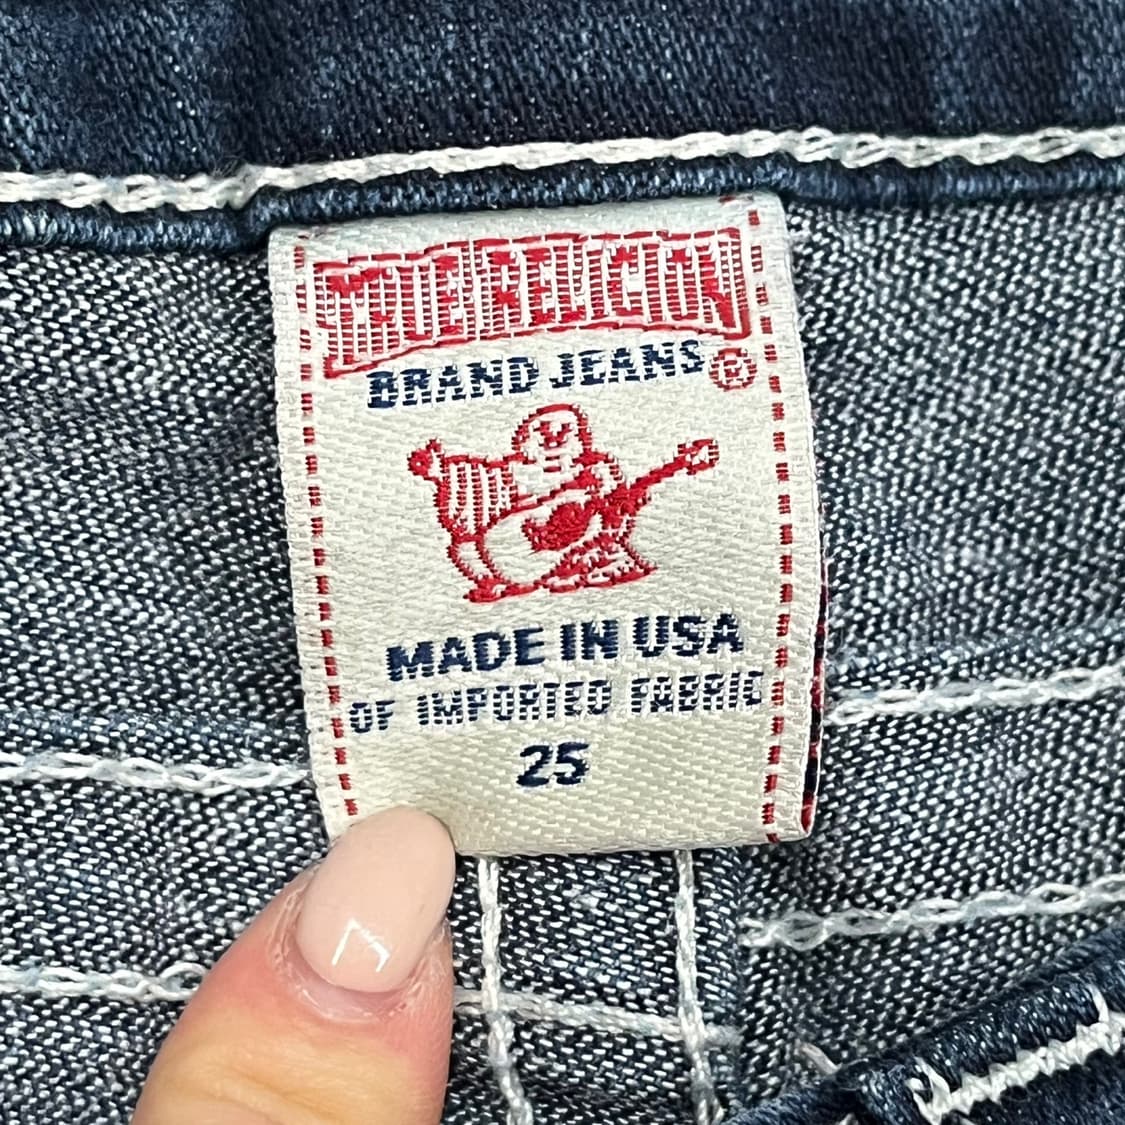 TRUE RELIGION
BRAND JEANS®
MADE IN USA
OF IMPORTED FABRIC
25